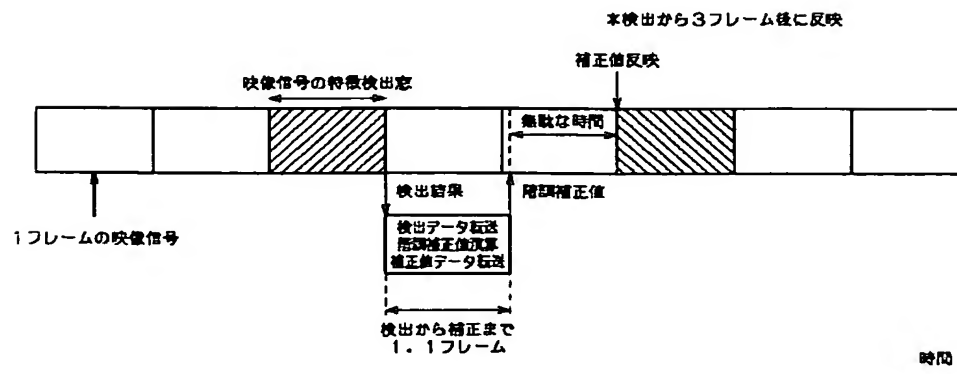 *検出から3フレーム後に反映
補正値反映
映像信号の特徴検出窓
無駄な時間
検出結果
階調補正値
1フレームの映像信号
検出データ転送
階調補正値演算
補正値データ転送
検出から補正まで
1.1フレーム
時間